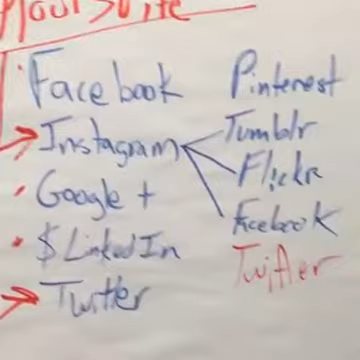 Facebook
Instagram
Google +
$ LinkedIn
Twitter
Pinterest
Tumblr
Flickr
Facebook
Twitter